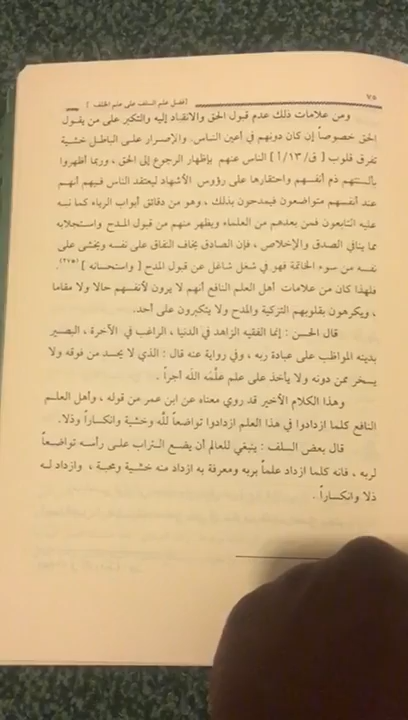 ٧٥ [فضل علم السلف على علم الخلف]
ومن علامات ذلك عدم قبول الحق والانقياد إليه والتكبر على من يقول
الحق خصوصاً إن كان دونهم في أعين الناس. والإصرار على الباطل خشية
تفرق قلوب [ق/١٣/أ] الناس عنهم بإظهار الرجوع إلى الحق ، وربما أظهروا
بألسنتهم ذم أنفسهم واحتقارها على رؤوس الأشهاد ليعتقد الناس فيهم أنهم
عند أنفسهم متواضعون فيمدحون بذلك ، وهو من دقائق أبواب الرياء كما نبه
عليه التابعون فمن بعدهم من العلماء ويظهر منهم من قبول المدح واستجلابه
مما ينافي الصدق والإخلاص ، فإن الصادق يخاف النفاق على نفسه ويخشى على
نفسه من سوء الخاتمة فهو في شغل شاغل عن قبول المدح [واستحسانه](٢٧٥).
فلهذا كان من علامات أهل العلم النافع أنهم لا يرون لأنفسهم حالا ولا مقاما
، ويكرهون بقلوبهم التزكية والمدح ولا يتكبرون على أحد.
قال الحسن : إنما الفقيه الزاهد في الدنيا ، الراغب في الآخرة ، البصير
بدينه المواظب على عبادة ربه ، وفي رواية عنه قال : الذي لا يحسد من فوقه ولا
يسخر ممن دونه ولا يأخذ على علم علَّمه الله أجراً .
وهذا الكلام الأخير قد روي معناه عن ابن عمر من قوله ، وأهل العلم
النافع كلما ازدادوا في هذا العلم ازدادوا تواضعاً لله وخشية وانكساراً وذلا.
قال بعض السلف : ينبغي للعالم أن يضع التراب على رأسه تواضعاً
لربه ، فانه كلما ازداد علماً بربه ومعرفة به ازداد منه خشية ومحبة ، وازداد له
ذلا وانكساراً .